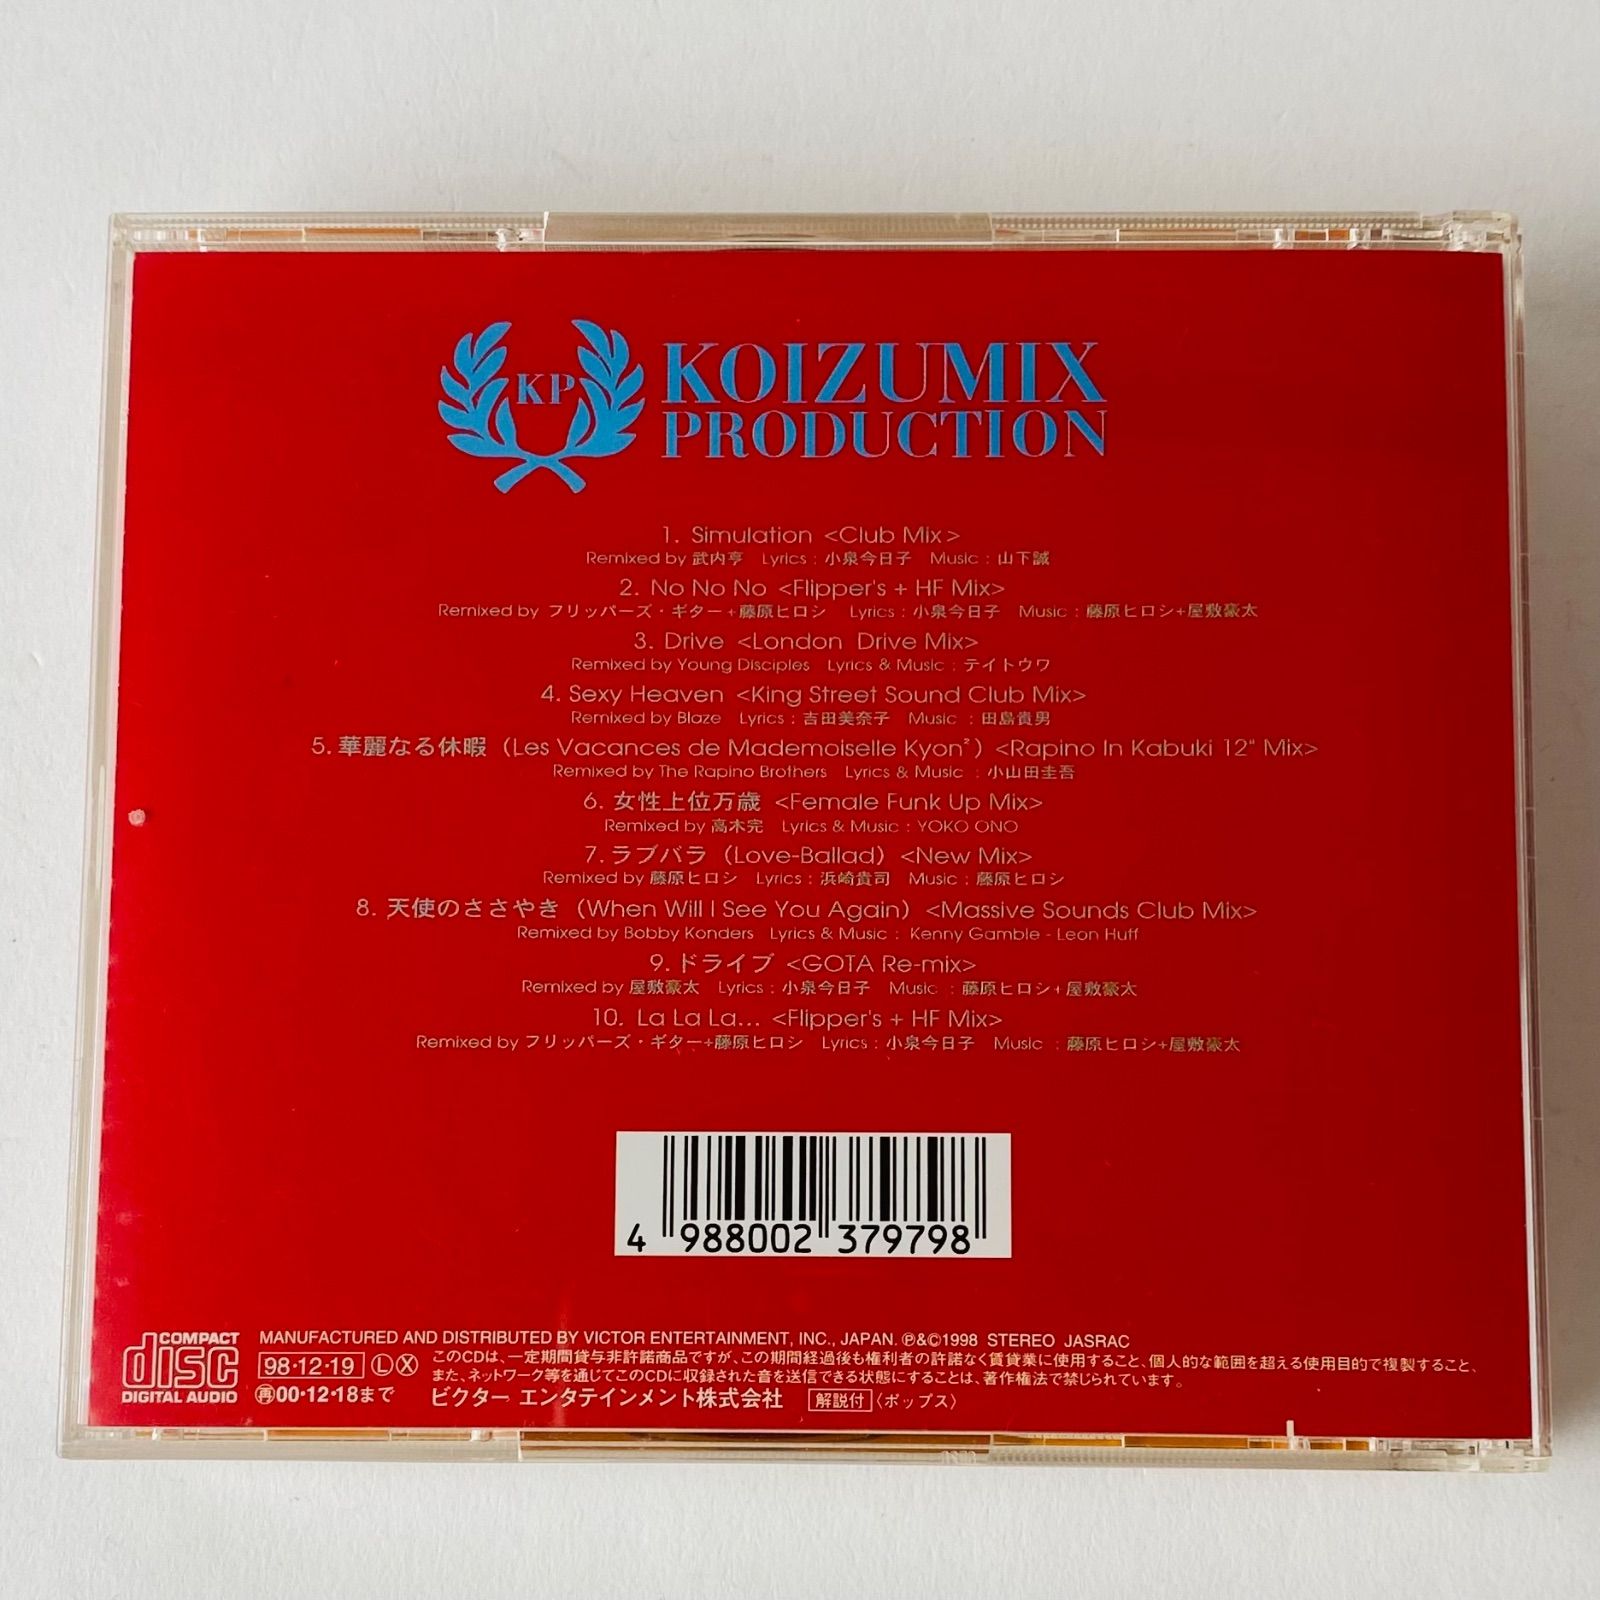 KP
KOIZUMIX
PRODUCTION
1. Simulation <Club Mix>
Remixed by 武内亨 Lyrics：小泉今日子 Music：山下誠
2. No No No <Flipper's + HF Mix>
Remixed by フリッパーズ・ギター+藤原ヒロシ Lyrics：小泉今日子 Music：藤原ヒロシ+屋敷豪太
3. Drive <London Drive Mix>
Remixed by Young Disciples Lyrics & Music：テイトウワ
4. Sexy Heaven <King Street Sound Club Mix>
Remixed by Blaze Lyrics：吉田美奈子 Music：田島貴男
5. 華麗なる休暇（Les Vacances de Mademoiselle Kyon²）<Rapino In Kabuki 12" Mix>
Remixed by The Rapino Brothers Lyrics & Music：小山田圭吾
6. 女性上位万歳 <Female Funk Up Mix>
Remixed by 高木完 Lyrics & Music：YOKO ONO
7. ラブバラ（Love-Ballad）<New Mix>
Remixed by 藤原ヒロシ Lyrics：浜崎貴司 Music：藤原ヒロシ
8. 天使のささやき（When Will I See You Again）<Massive Sounds Club Mix>
Remixed by Bobby Konders Lyrics & Music：Kenny Gamble - Leon Huff
9. ドライブ <GOTA Re-mix>
Remixed by 屋敷豪太 Lyrics：小泉今日子 Music：藤原ヒロシ+屋敷豪太
10. La La La... <Flipper's + HF Mix>
Remixed by フリッパーズ・ギター+藤原ヒロシ Lyrics：小泉今日子 Music：藤原ヒロシ+屋敷豪太
4 988002 379798
COMPACT disc DIGITAL AUDIO
MANUFACTURED AND DISTRIBUTED BY VICTOR ENTERTAINMENT, INC., JAPAN. ℗&©1998 STEREO JASRAC
98・12・19 Ⓛ Ⓧ
このCDは、一定期間貸与非許諾商品ですが、この期間経過後も権利者の許諾なく賃貸業に使用すること、個人的な範囲を超える使用目的で複製すること、
また、ネットワーク等を通じてこのCDに収録された音を送信できる状態にすることは、著作権法で禁じられています。
再00・12・18まで
ビクター エンタテインメント株式会社 解説付 〈ポップス〉